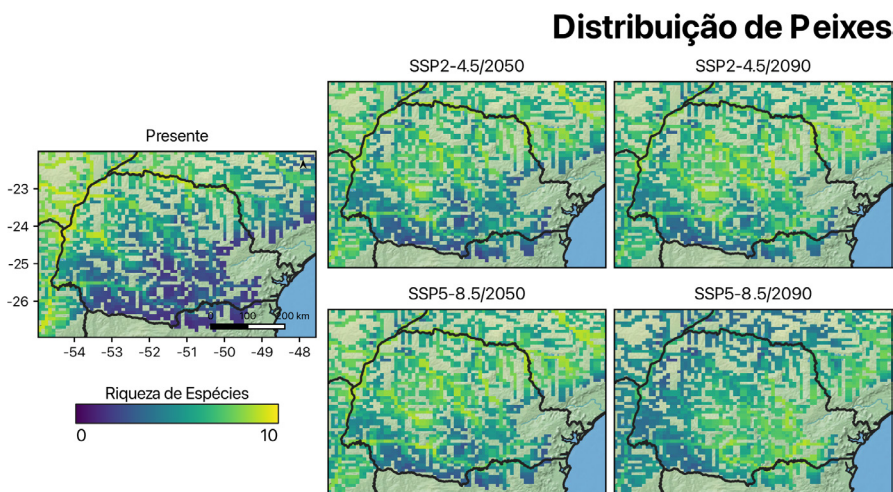 Distribuição de Peixes
SSP2-4.5/2050
SSP2-4.5/2090
Presente
-23
-24
-25
-26
0 100 200 km
-54 -53 -52 -51 -50 -49 -48
SSP5-8.5/2050
SSP5-8.5/2090
Riqueza de Espécies
0 10